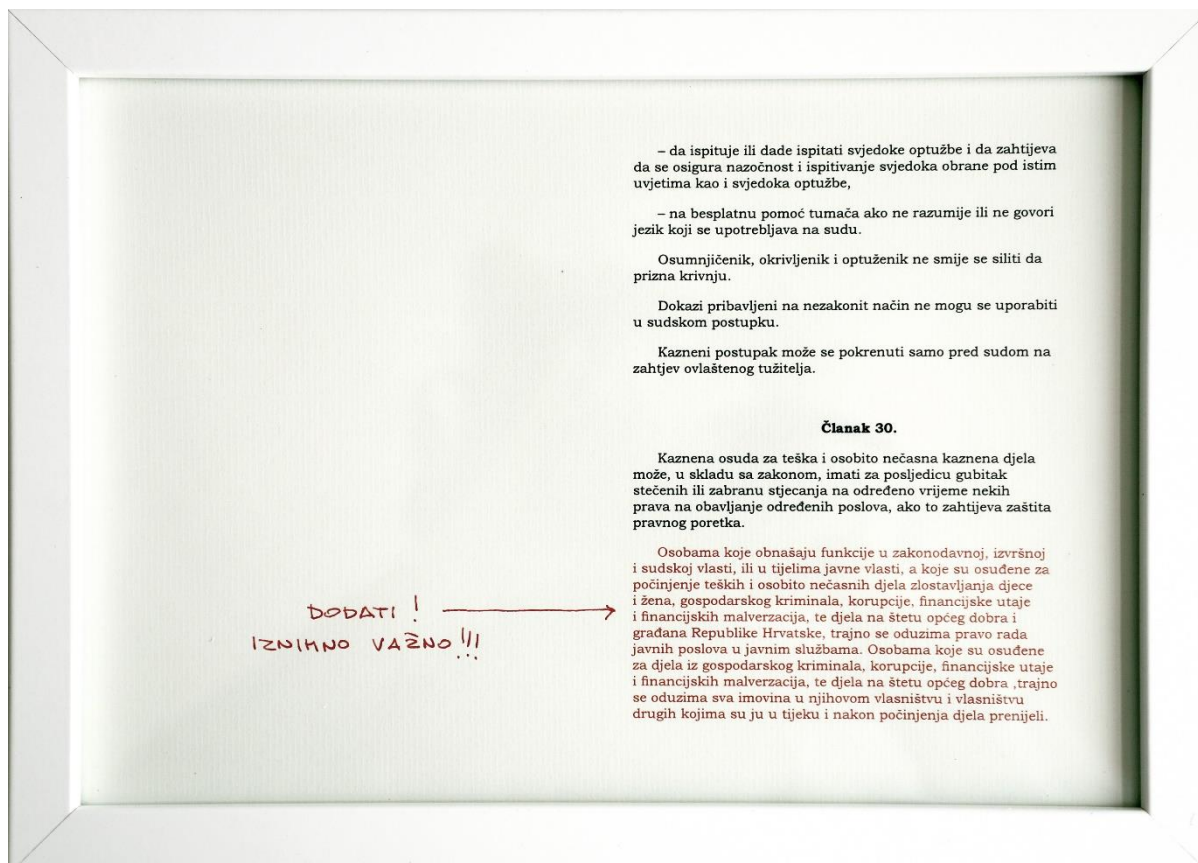 – da ispituje ili dade ispitati svjedoke optužbe i da zahtijeva
da se osigura nazočnost i ispitivanje svjedoka obrane pod istim
uvjetima kao i svjedoka optužbe,
– na besplatnu pomoć tumača ako ne razumije ili ne govori
jezik koji se upotrebljava na sudu.
Osumnjičenik, okrivljenik i optuženik ne smije se siliti da
prizna krivnju.
Dokazi pribavljeni na nezakonit način ne mogu se uporabiti
u sudskom postupku.
Kazneni postupak može se pokrenuti samo pred sudom na
zahtjev ovlaštenog tužitelja.
Članak 30.
Kaznena osuda za teška i osobito nečasna kaznena djela
može, u skladu sa zakonom, imati za posljedicu gubitak
stečenih ili zabranu stjecanja na određeno vrijeme nekih
prava na obavljanje određenih poslova, ako to zahtijeva zaštita
pravnog poretka.
Osobama koje obnašaju funkcije u zakonodavnoj, izvršnoj
i sudskoj vlasti, ili u tijelima javne vlasti, a koje su osuđene za
počinjenje teških i osobito nečasnih djela zlostavljanja djece
i žena, gospodarskog kriminala, korupcije, financijske utaje
i financijskih malverzacija, te djela na štetu općeg dobra i
građana Republike Hrvatske, trajno se oduzima pravo rada
javnih poslova u javnim službama. Osobama koje su osuđene
za djela iz gospodarskog kriminala, korupcije, financijske utaje
i financijskih malverzacija, te djela na štetu općeg dobra ,trajno
se oduzima sva imovina u njihovom vlasništvu i vlasništvu
drugih kojima su ju u tijeku i nakon počinjenja djela prenijeli.
DODATI !
IZNIMNO VAŽNO !!!